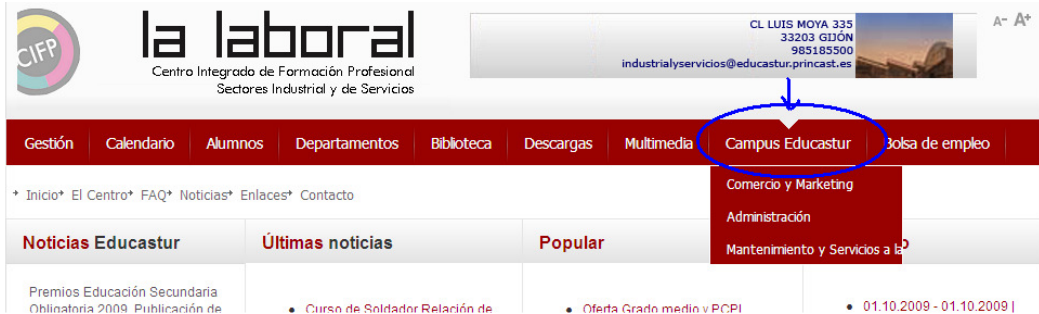 CIFP
la laboral
Centro Integrado de Formación Profesional
Sectores Industrial y de Servicios
CL LUIS MOYA 335
33203 GIJÓN
985185500
industrialyservicios@educastur.princast.es
A- A+
Gestión Calendario Alumnos Departamentos Biblioteca Descargas Multimedia Campus Educastur Bolsa de empleo
Comercio y Marketing
Administración
Mantenimiento y Servicios a la
Inicio El Centro FAQ Noticias Enlaces Contacto
Noticias Educastur
Últimas noticias
Popular
Premios Educación Secundaria
Obligatoria 2009. Publicación de
Curso de Soldador Relación de
Oferta Grado medio y PCPI
01.10.2009 - 01.10.2009 |